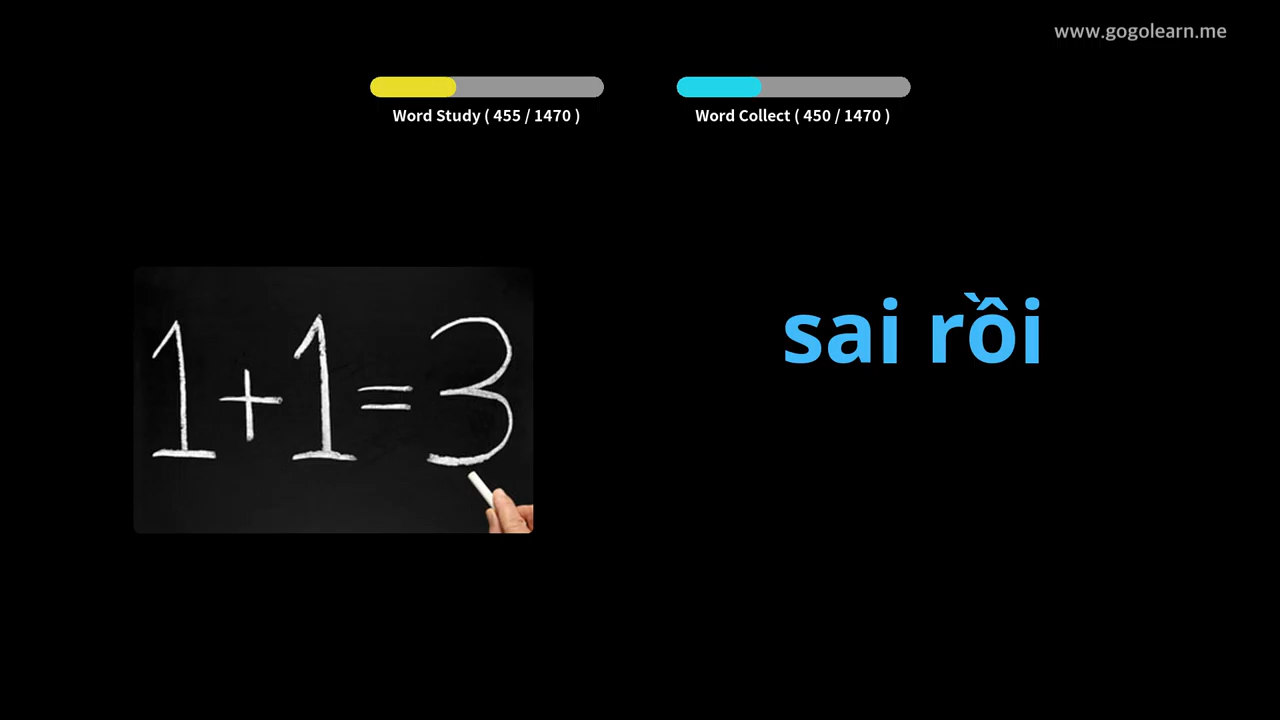 www.gogolearn.me
Word Study ( 455 / 1470 )
Word Collect ( 450 / 1470 )
sai rồi
1+1=3